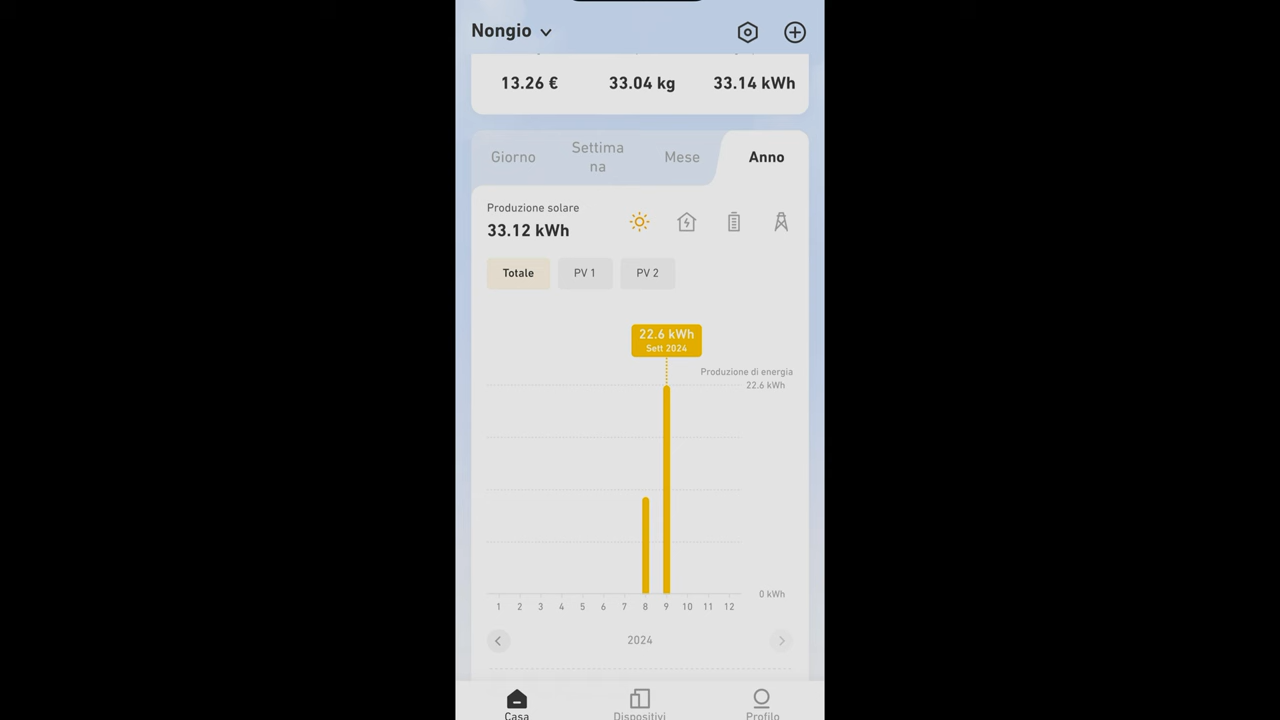 Nongio
13.26 € 33.04 kg 33.14 kWh
Giorno Settima
na Mese Anno
Produzione solare
33.12 kWh
Totale PV 1 PV 2
22.6 kWh
Sett 2024
Produzione di energia
22.6 kWh
0 kWh
1 2 3 4 5 6 7 8 9 10 11 12
2024
Casa Dispositivi Profilo